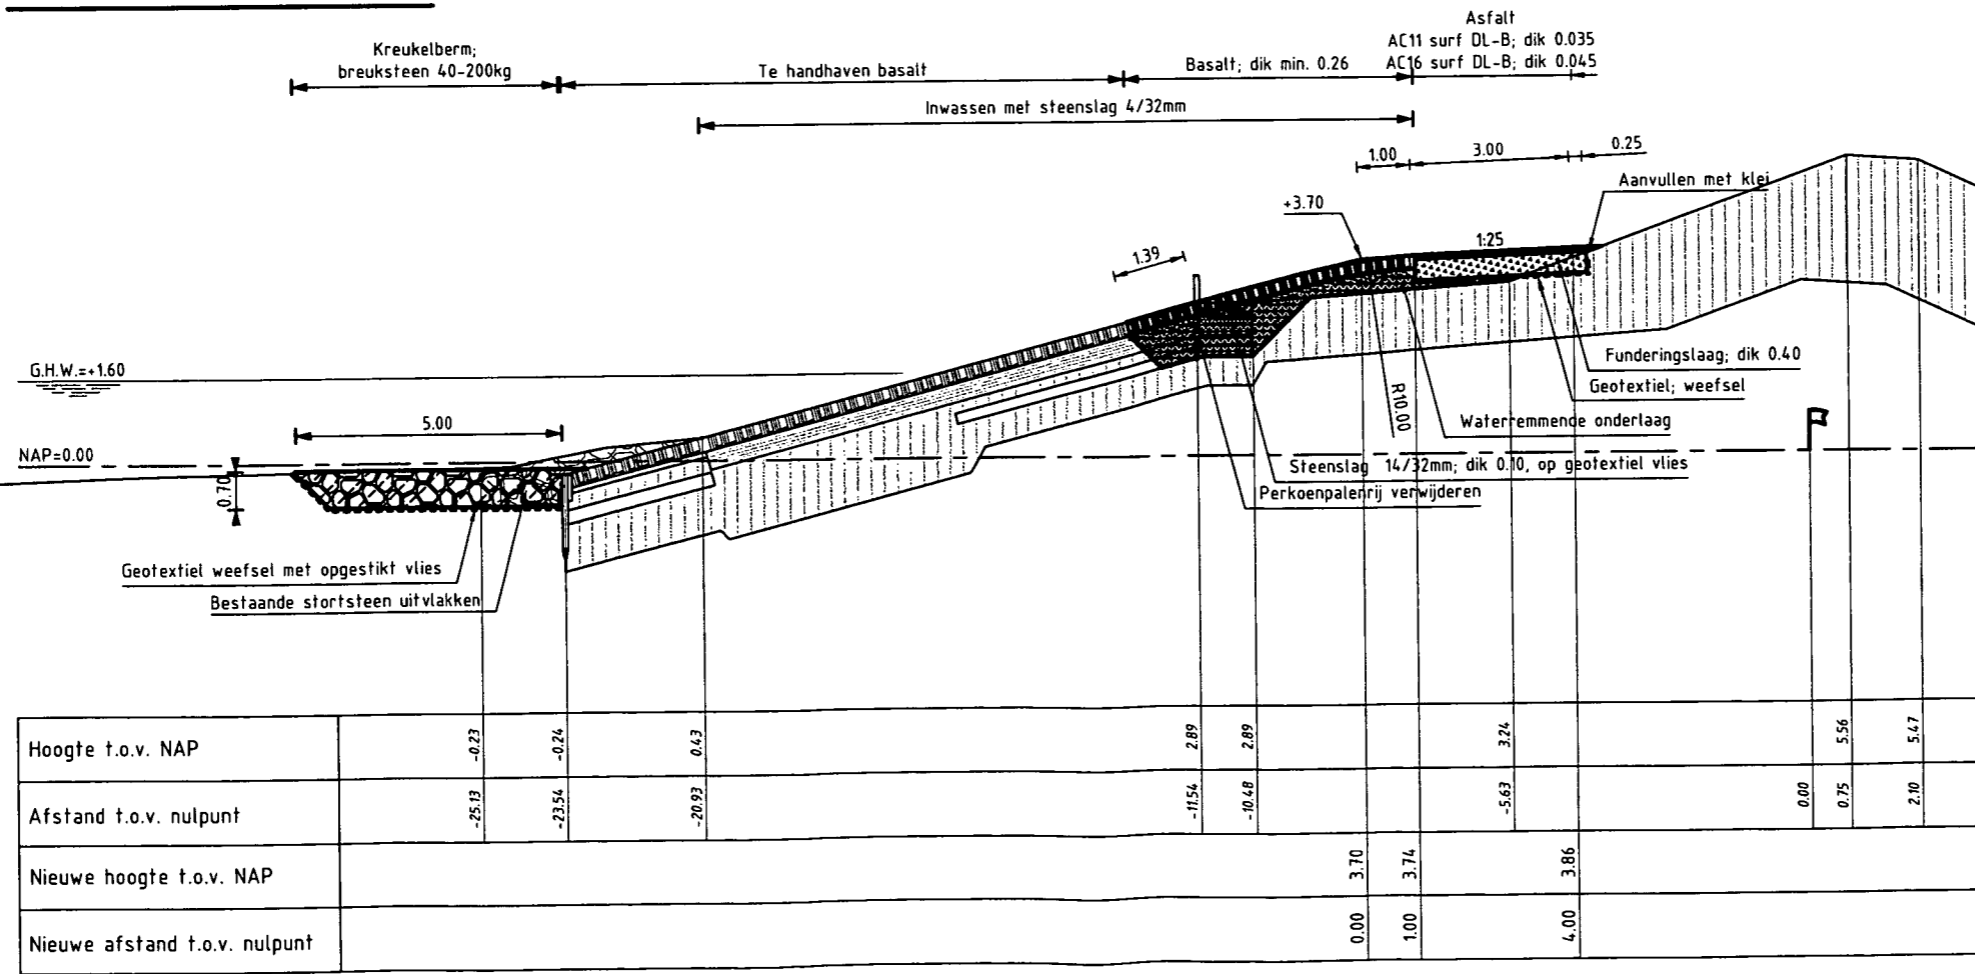 Asfalt
Kreukelberm;
breuksteen 40-200kg
Te handhaven basalt
Basalt; dik min. 0.26
AC11 surf DL-B; dik 0.035
AC16 surf DL-B; dik 0.045
Inwassen met steenslag 4/32mm
1.00
3.00
0.25
Aanvullen met klei
+3.70
1:25
1.39
G.H.W.=+1.60
Funderingslaag; dik 0.40
Geotextiel; weefsel
R10.00
5.00
Waterremmende onderlaag
NAP=0.00
Steenslag 14/32mm; dik 0.10, op geotextiel vlies
0.70
Perkoenpalenrij verwijderen
Geotextiel weefsel met opgestikt vlies
Bestaande stortsteen uitvlakken
Hoogte t.o.v. NAP -0.23 -0.24 0.43 2.89 2.89 3.24 5.56 5.47
Afstand t.o.v. nulpunt -25.13 -23.54 -20.93 -11.54 -10.48 -5.63 0.00 0.75 2.10
Nieuwe hoogte t.o.v. NAP 3.70 3.74 3.86
Nieuwe afstand t.o.v. nulpunt 0.00 1.00 4.00